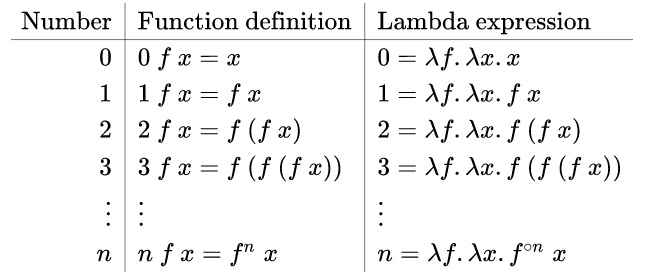 Number Function definition Lambda expression
0 0 f x = x 0 = λf. λx. x
1 1 f x = f x 1 = λf. λx. f x
2 2 f x = f (f x) 2 = λf. λx. f (f x)
3 3 f x = f (f (f x)) 3 = λf. λx. f (f (f x))
⋮ ⋮ ⋮
n n f x = fⁿ x n = λf. λx. f°ⁿ x